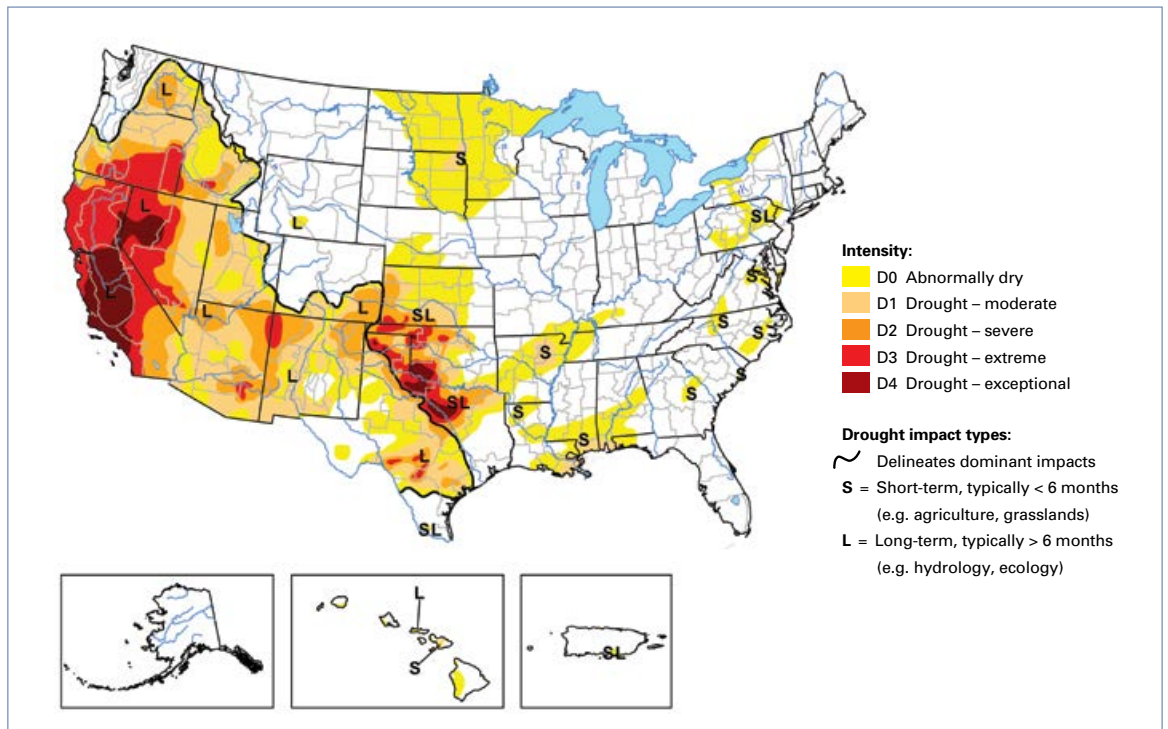 L
S
L
L
SL
S
L
S
L
L
SL
S
S
L
S
SL
S
S
S
L
S
SL
L
S
SL
Intensity:
D0 Abnormally dry
D1 Drought – moderate
D2 Drought – severe
D3 Drought – extreme
D4 Drought – exceptional
Drought impact types:
Delineates dominant impacts
S = Short-term, typically < 6 months
(e.g. agriculture, grasslands)
L = Long-term, typically > 6 months
(e.g. hydrology, ecology)